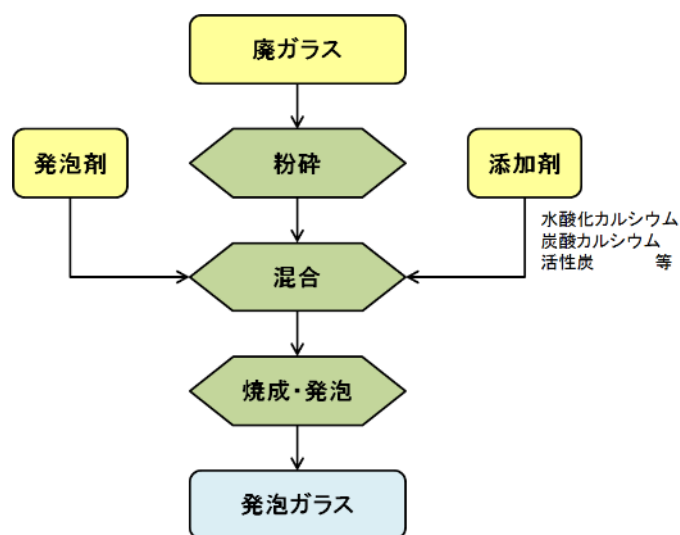 廃ガラス
発泡剤
粉砕
添加剤
水酸化カルシウム
炭酸カルシウム
活性炭 等
混合
焼成・発泡
発泡ガラス